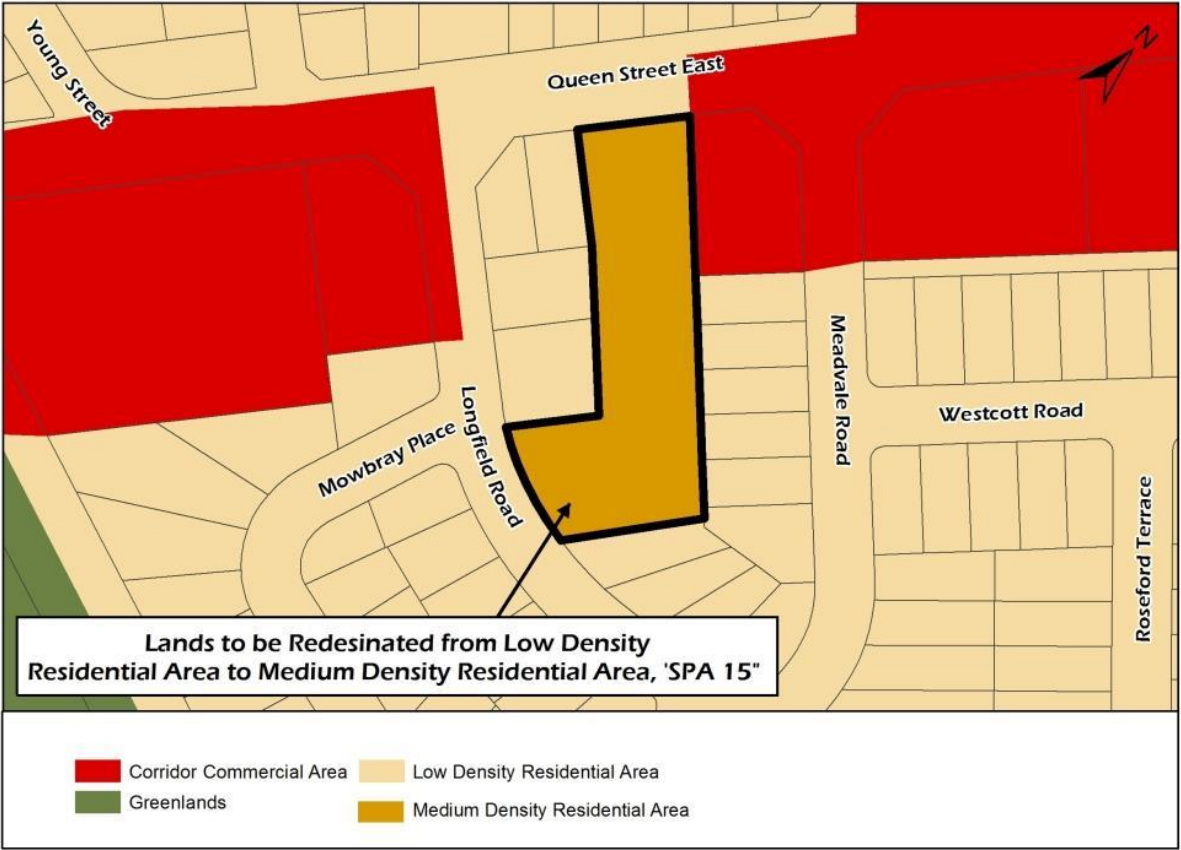 Young Street
Queen Street East
N
Meadvale Road
Westcott Road
Longfield Road
Mowbray Place
Roseford Terrace
Lands to be Redesinated from Low Density
Residential Area to Medium Density Residential Area, 'SPA 15"
Corridor Commercial Area
Low Density Residential Area
Greenlands
Medium Density Residential Area